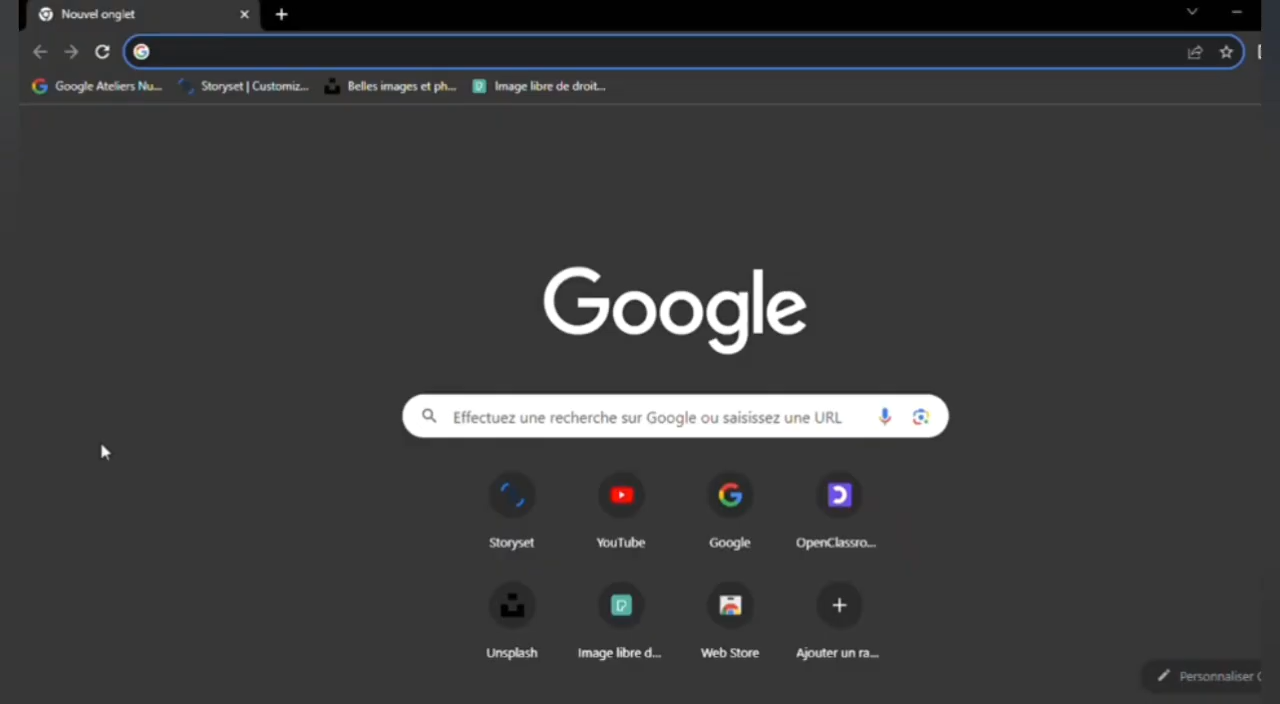 Nouvel onglet
Google Ateliers Nu... Storyset | Customiz... Belles images et ph... Image libre de droit...
Google
Effectuez une recherche sur Google ou saisissez une URL
Storyset YouTube Google OpenClassro...
Unsplash Image libre d... Web Store Ajouter un ra...
Personnaliser